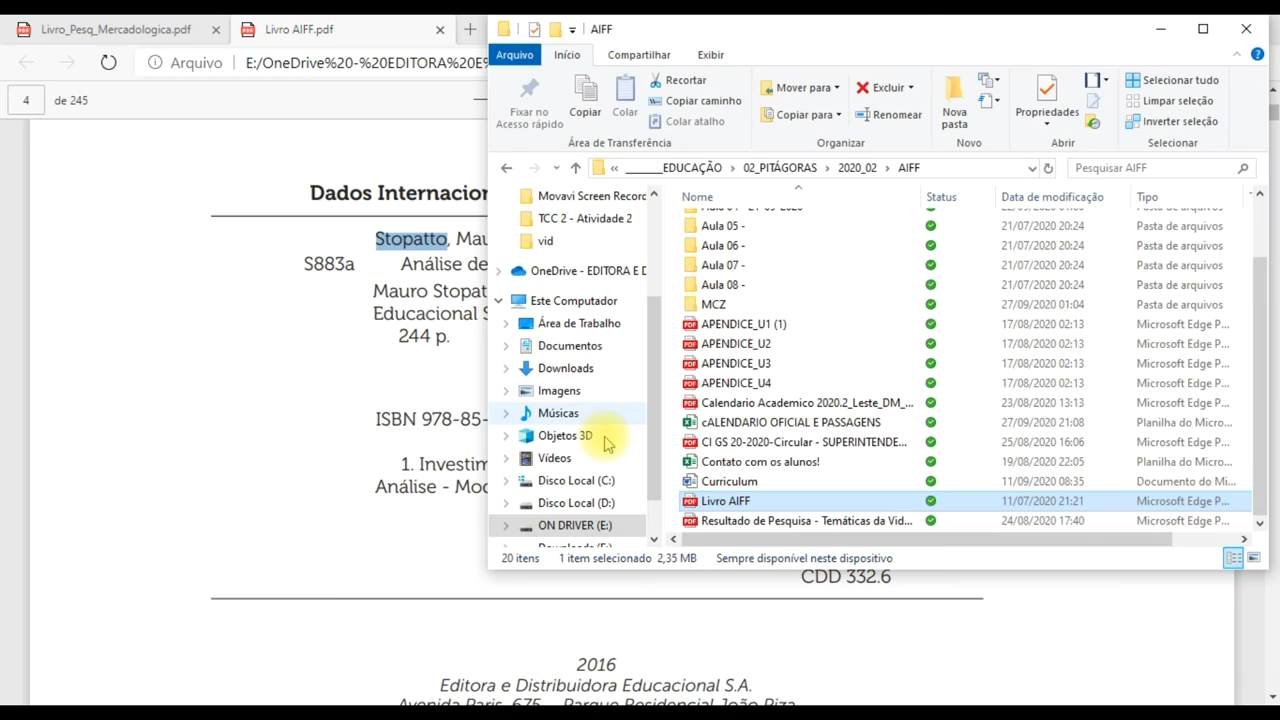 Livro_Pesq_Mercadologica.pdf
Livro AIFF.pdf
Arquivo E:/OneDrive%20-%20EDITORA%20E%
4 de 245
Dados Internacion
Stopatto, Mau
S883a Análise de
Mauro Stopat
Educacional S
244 p.
ISBN 978-85-
1. Investim
Análise - Mod
CDD 332.6
2016
Editora e Distribuidora Educacional S.A.
Avenida Paris, 675 – Parque Residencial João Piza
AIFF
Arquivo Início Compartilhar Exibir
Fixar no
Acesso rápido
Copiar
Colar
Recortar
Copiar caminho
Colar atalho
Área de Transferência
Mover para
Copiar para
Excluir
Renomear
Organizar
Nova
pasta
Novo
Propriedades
Abrir
Selecionar tudo
Limpar seleção
Inverter seleção
Selecionar
« _______EDUCAÇÃO › 02_PITÁGORAS › 2020_02 › AIFF
Pesquisar AIFF
Movavi Screen Record
TCC 2 - Atividade 2
vid
OneDrive - EDITORA E D
Este Computador
Área de Trabalho
Documentos
Downloads
Imagens
Músicas
Objetos 3D
Vídeos
Disco Local (C:)
Disco Local (D:)
ON DRIVER (E:)
Nome Status Data de modificação Tipo
Aula 05 - 21/07/2020 20:24 Pasta de arquivos
Aula 06 - 21/07/2020 20:24 Pasta de arquivos
Aula 07 - 21/07/2020 20:24 Pasta de arquivos
Aula 08 - 21/07/2020 20:24 Pasta de arquivos
MCZ 27/09/2020 01:04 Pasta de arquivos
APENDICE_U1 (1) 17/08/2020 02:13 Microsoft Edge P...
APENDICE_U2 17/08/2020 02:13 Microsoft Edge P...
APENDICE_U3 17/08/2020 02:13 Microsoft Edge P...
APENDICE_U4 17/08/2020 02:13 Microsoft Edge P...
Calendario Academico 2020.2_Leste_DM_... 23/08/2020 13:13 Microsoft Edge P...
cALENDARIO OFICIAL E PASSAGENS 27/09/2020 21:08 Planilha do Micro...
CI GS 20-2020-Circular - SUPERINTENDE... 25/08/2020 16:06 Microsoft Edge P...
Contato com os alunos! 19/08/2020 22:05 Planilha do Micro...
Curriculum 11/09/2020 08:35 Documento do Mi...
Livro AIFF 11/07/2020 21:21 Microsoft Edge P...
Resultado de Pesquisa - Temáticas da Vid... 24/08/2020 17:40 Microsoft Edge P...
20 itens 1 item selecionado 2,35 MB Sempre disponível neste dispositivo